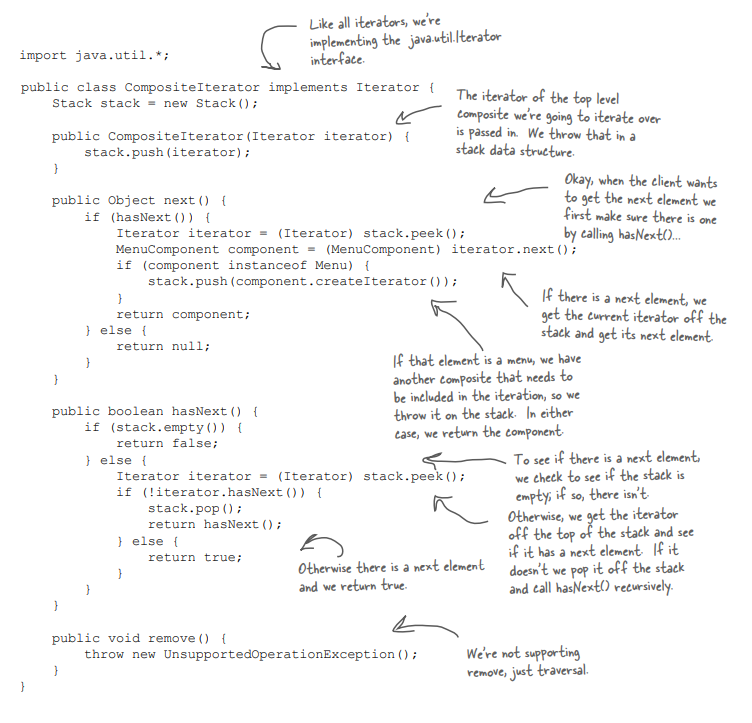 Like all iterators, we're
implementing the java.util.Iterator
interface.
import java.util.*;
public class CompositeIterator implements Iterator {
Stack stack = new Stack();
The iterator of the top level
composite we're going to iterate over
is passed in. We throw that in a
stack data structure.
public CompositeIterator(Iterator iterator) {
stack.push(iterator);
}
Okay, when the client wants
to get the next element we
first make sure there is one
by calling hasNext()...
public Object next() {
if (hasNext()) {
Iterator iterator = (Iterator) stack.peek();
MenuComponent component = (MenuComponent) iterator.next();
if (component instanceof Menu) {
stack.push(component.createIterator());
}
return component;
} else {
return null;
}
}
If there is a next element, we
get the current iterator off the
stack and get its next element.
If that element is a menu, we have
another composite that needs to
be included in the iteration, so we
throw it on the stack. In either
case, we return the component.
public boolean hasNext() {
if (stack.empty()) {
return false;
} else {
Iterator iterator = (Iterator) stack.peek();
if (!iterator.hasNext()) {
stack.pop();
return hasNext();
} else {
return true;
}
}
}
To see if there is a next element,
we check to see if the stack is
empty; if so, there isn't.
Otherwise, we get the iterator
off the top of the stack and see
if it has a next element. If it
doesn't we pop it off the stack
and call hasNext() recursively.
Otherwise there is a next element
and we return true.
public void remove() {
throw new UnsupportedOperationException();
}
}
We're not supporting
remove, just traversal.